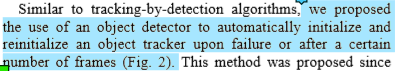 Similar to tracking-by-detection algorithms, we proposed
the use of an object detector to automatically initialize and
reinitialize an object tracker upon failure or after a certain
number of frames (Fig. 2). This method was proposed since